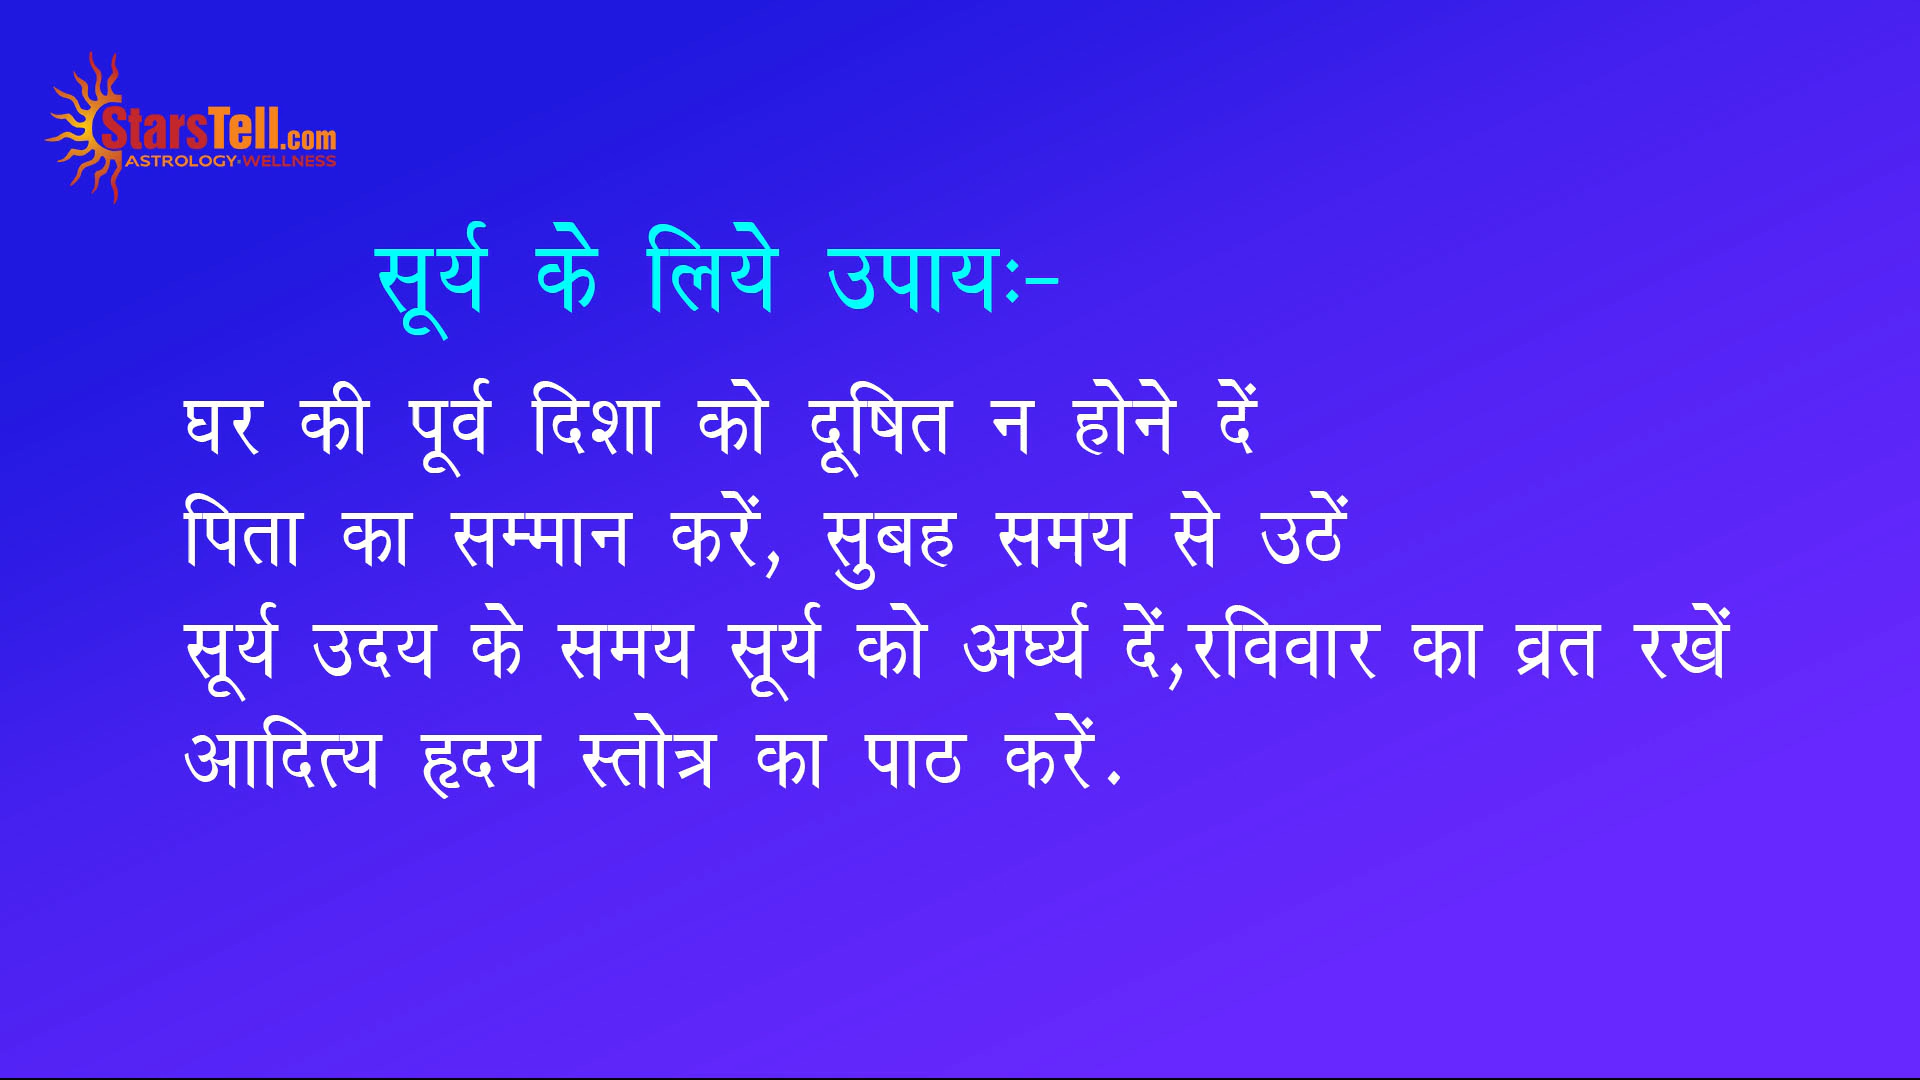 StarsTell.com
ASTROLOGY•WELLNESS
सूर्य के लिये उपायः-
घर की पूर्व दिशा को दूषित न होने दें
पिता का सम्मान करें, सुबह समय से उठें
सूर्य उदय के समय सूर्य को अर्घ्य दें,रविवार का व्रत रखें
आदित्य हृदय स्तोत्र का पाठ करें.